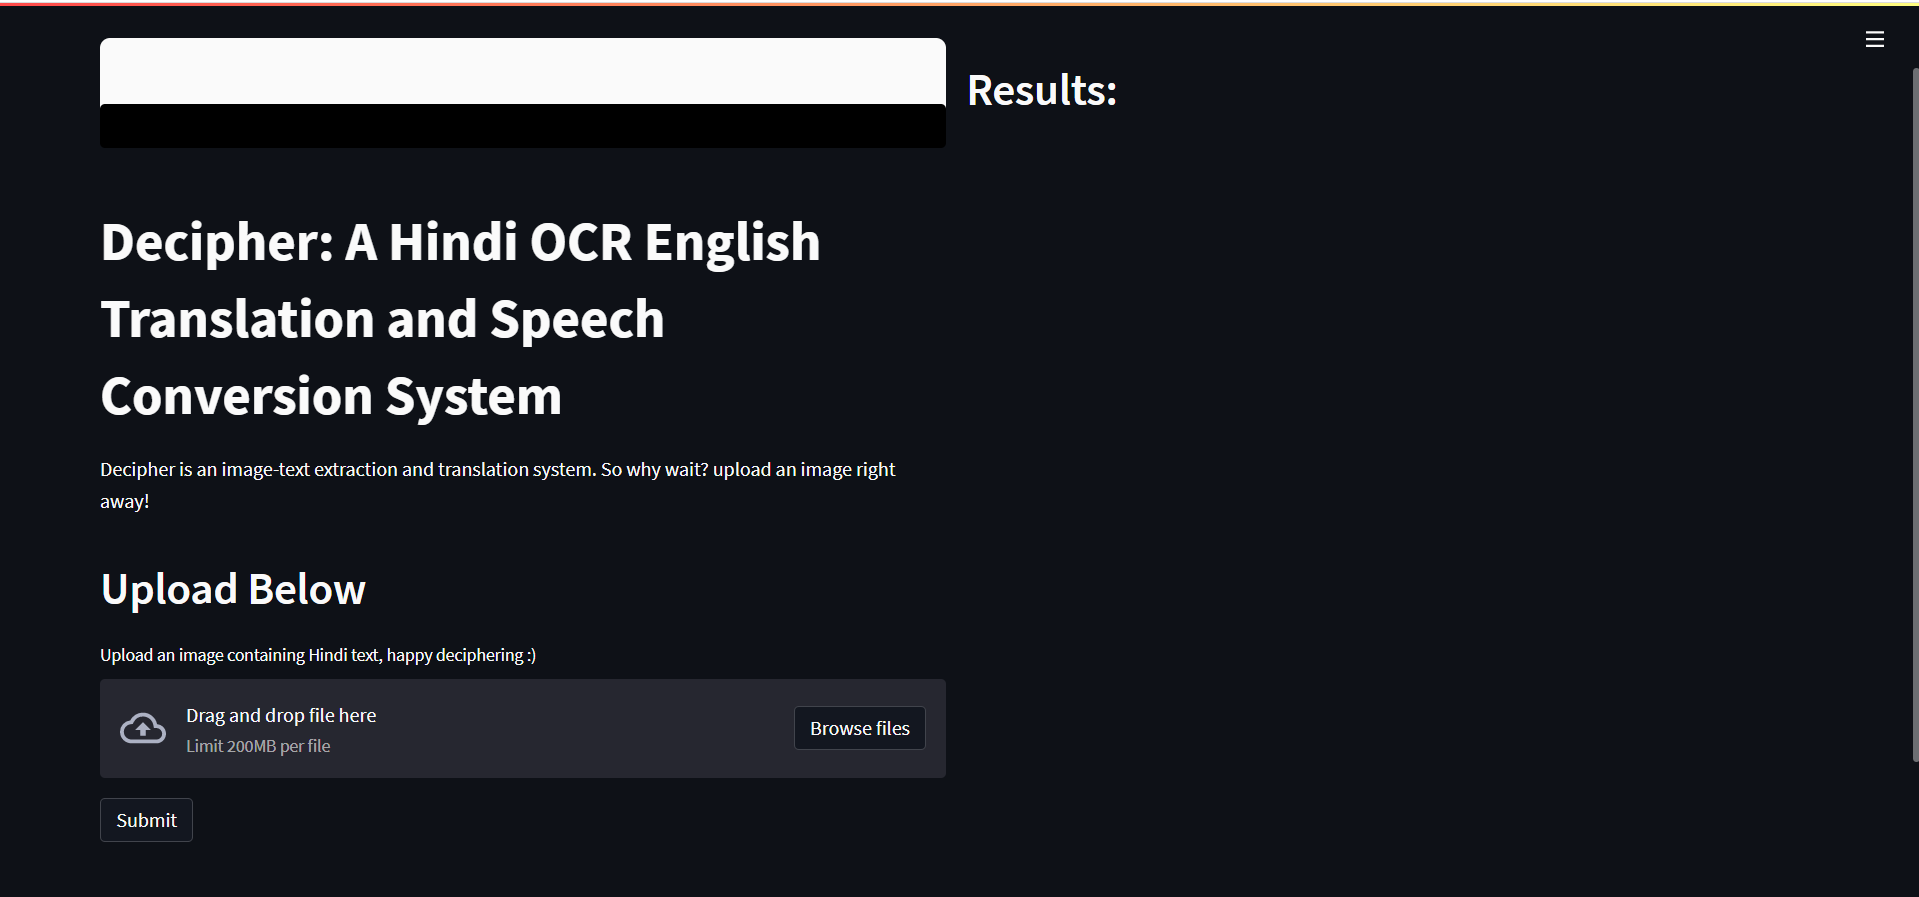 Decipher: A Hindi OCR English
Translation and Speech
Conversion System
Decipher is an image-text extraction and translation system. So why wait? upload an image right
away!
Upload Below
Upload an image containing Hindi text, happy deciphering :)
Drag and drop file here
Limit 200MB per file
Browse files
Submit
Results: